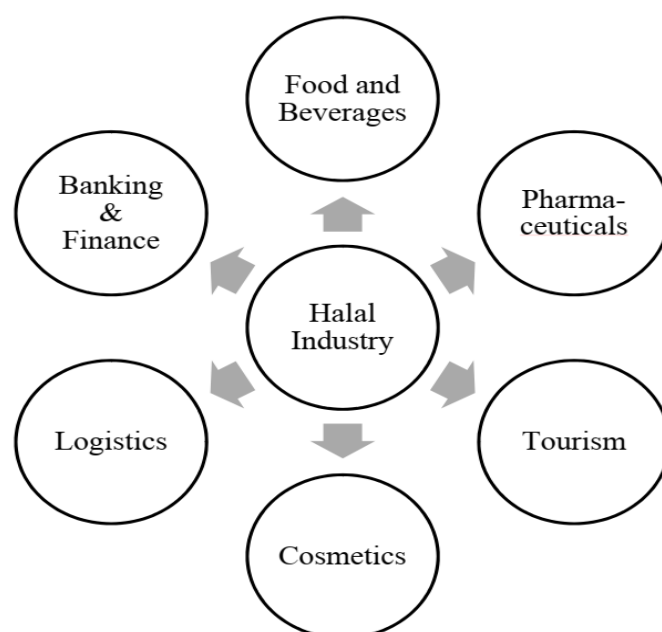 Food and
Beverages
Banking
&
Finance
Pharma-
ceuticals
Halal
Industry
Logistics
Tourism
Cosmetics